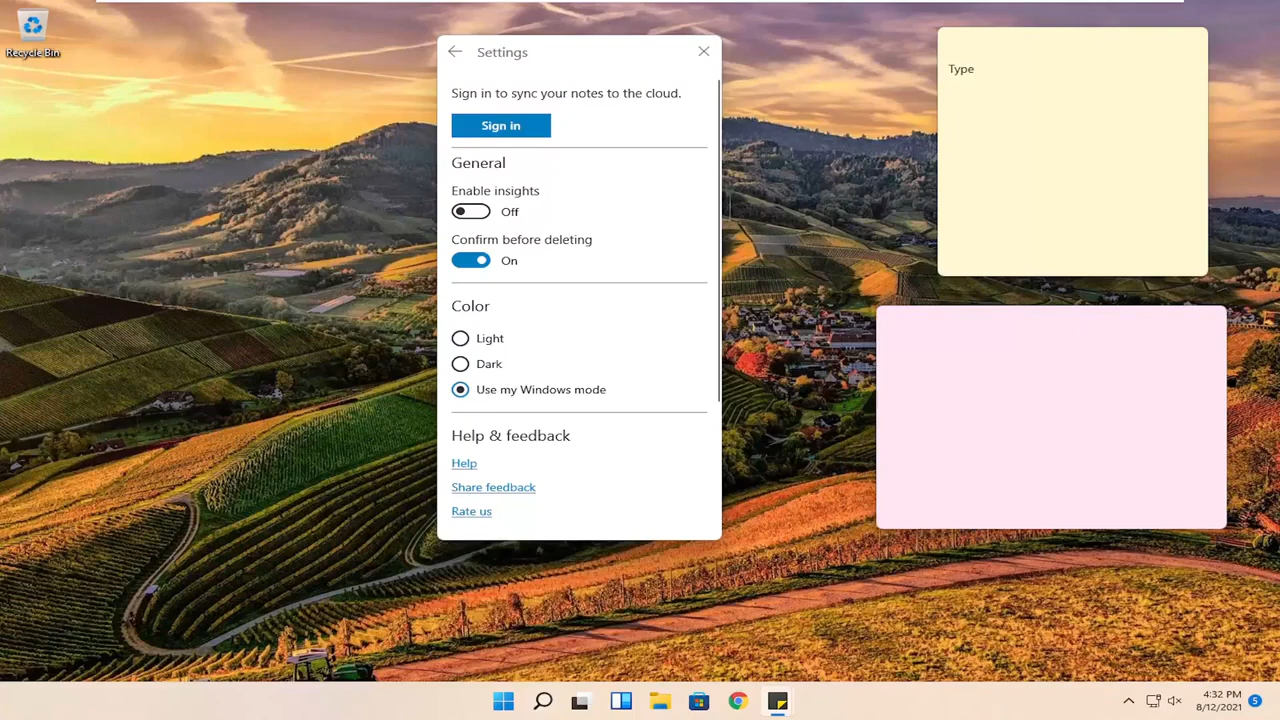 Recycle Bin
Settings
Sign in to sync your notes to the cloud.
Sign in
General
Enable insights
Off
Confirm before deleting
On
Color
Light
Dark
Use my Windows mode
Help & feedback
Help
Share feedback
Rate us
Type
4:32 PM
8/12/2021
5